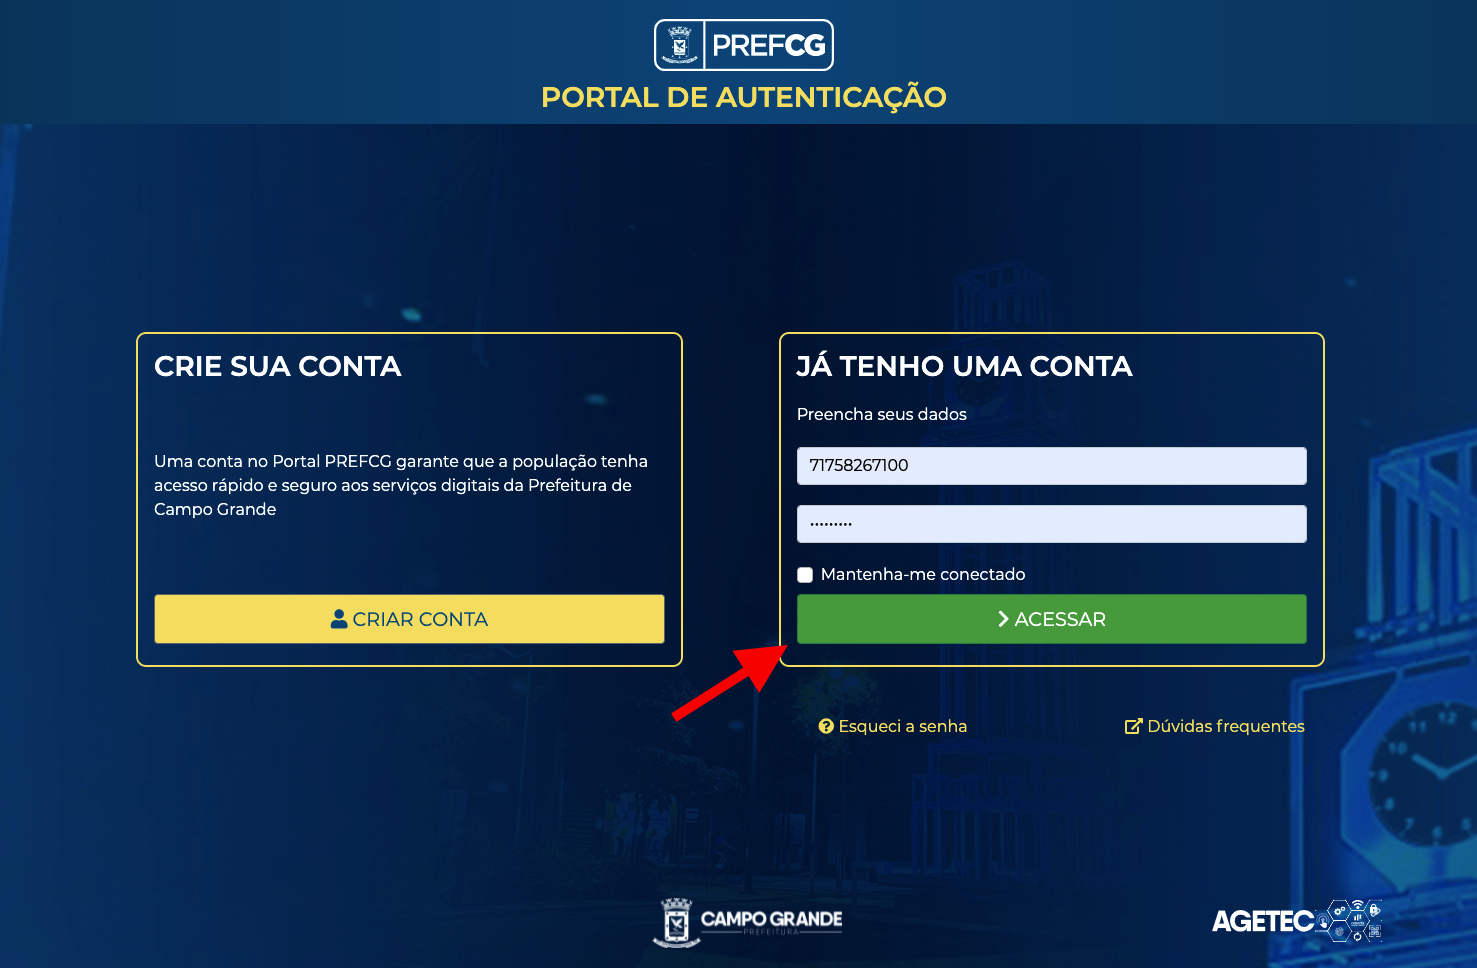 PREFCG
PORTAL DE AUTENTICAÇÃO
CRIE SUA CONTA
Uma conta no Portal PREFCG garante que a população tenha
acesso rápido e seguro aos serviços digitais da Prefeitura de
Campo Grande
CRIAR CONTA
JÁ TENHO UMA CONTA
Preencha seus dados
71758267100
•••••••••
Mantenha-me conectado
ACESSAR
Esqueci a senha
Dúvidas frequentes
CAMPO GRANDE
PREFEITURA
AGETEC